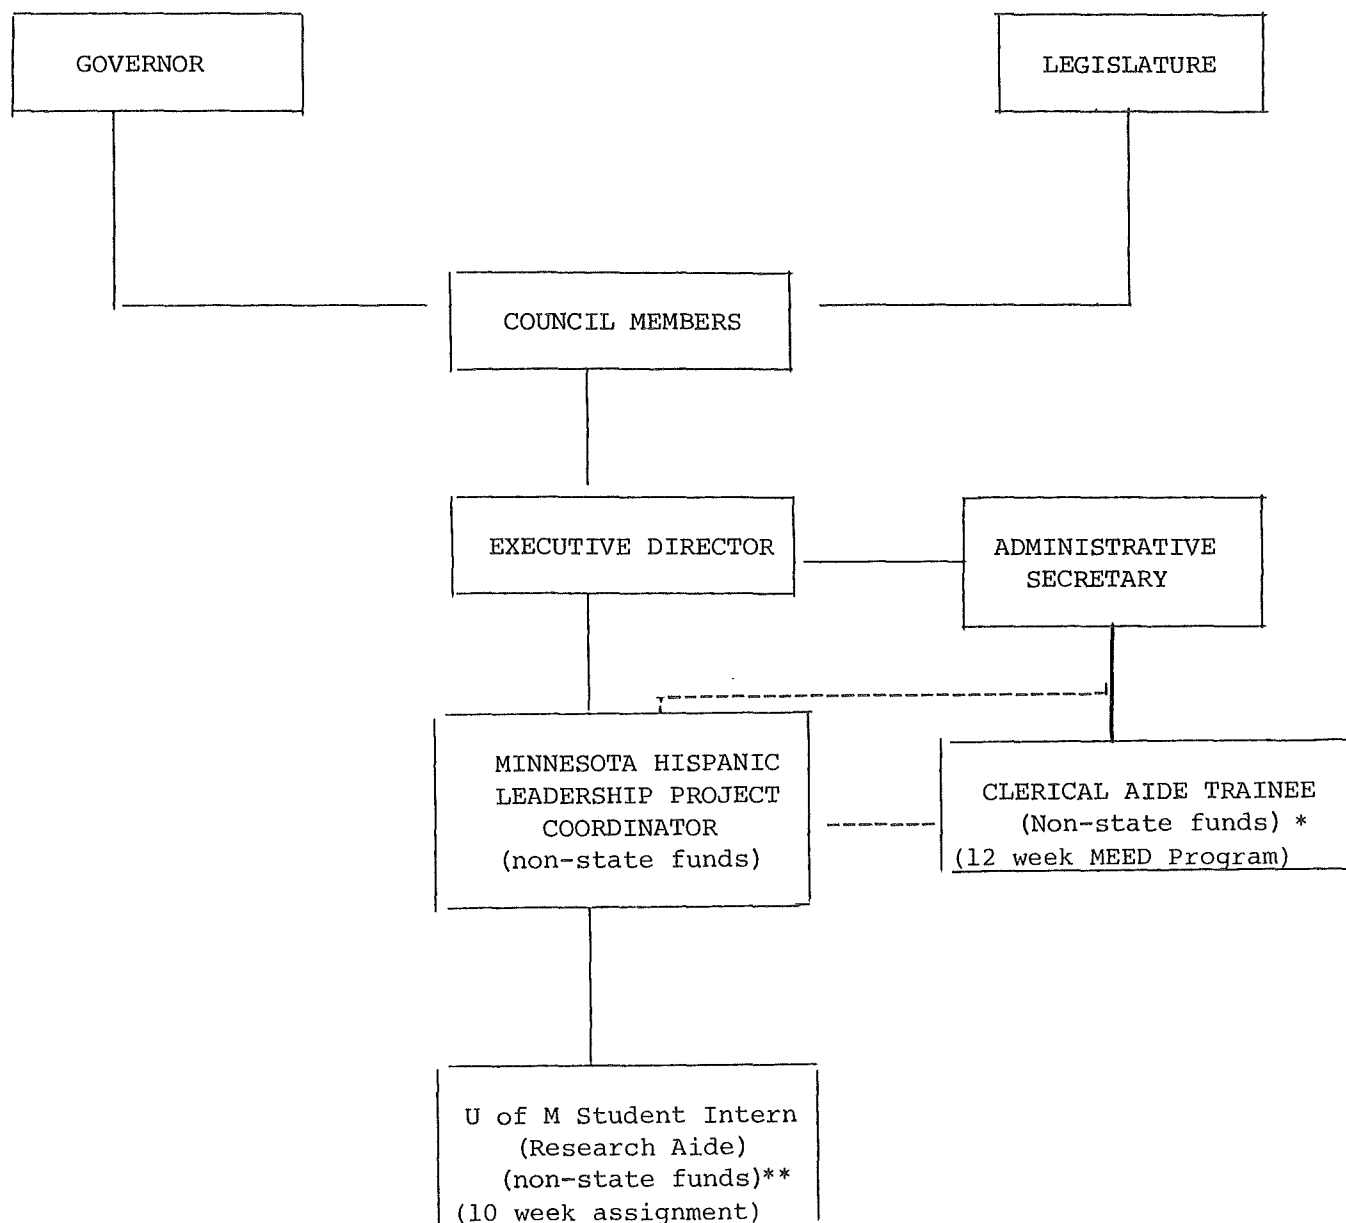 GOVERNOR
LEGISLATURE
COUNCIL MEMBERS
EXECUTIVE DIRECTOR
ADMINISTRATIVE
SECRETARY
MINNESOTA HISPANIC
LEADERSHIP PROJECT
COORDINATOR
(non-state funds)
CLERICAL AIDE TRAINEE
(Non-state funds) *
(12 week MEED Program)
U of M Student Intern
(Research Aide)
(non-state funds)**
(10 week assignment)